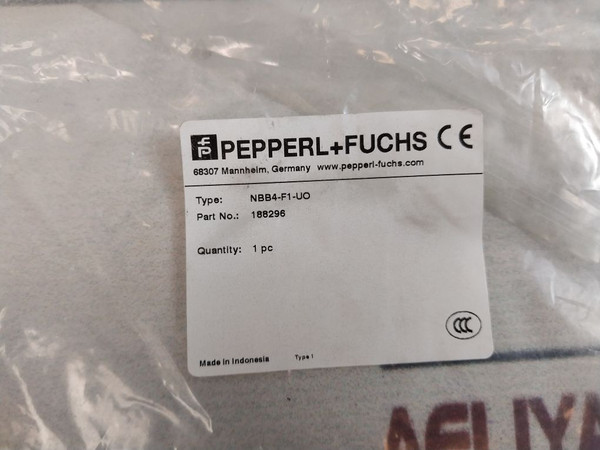 PEPPERL+FUCHS CE
68307 Mannheim, Germany www.pepperl-fuchs.com
Type: NBB4-F1-UO
Part No.: 188296
Quantity: 1 pc
CCC
Made in Indonesia Type 1